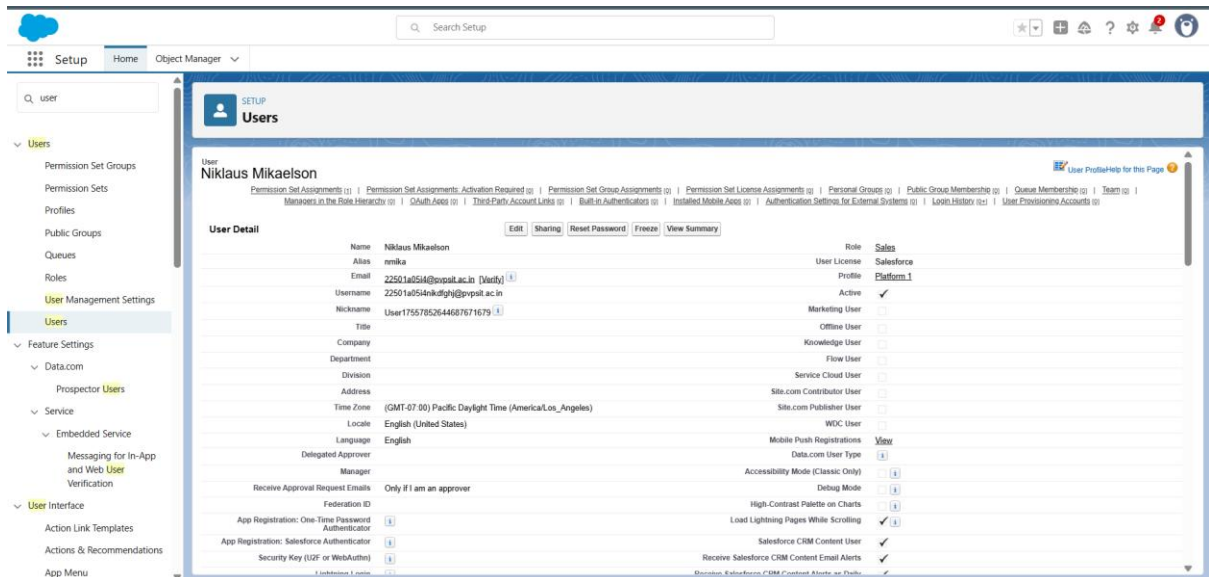 Search Setup
2
Setup Home Object Manager
user
SETUP
Users
Users
Permission Set Groups
Permission Sets
Profiles
Public Groups
Queues
Roles
User Management Settings
Users
Feature Settings
Data.com
Prospector Users
Service
Embedded Service
Messaging for In-App
and Web User
Verification
User Interface
Action Link Templates
Actions & Recommendations
App Menu
User
Niklaus Mikaelson
User Profile Help for this Page
Permission Set Assignments [1] | Permission Set Assignments: Activation Required [0] | Permission Set Group Assignments [0] | Permission Set License Assignments [0] | Personal Groups [0] | Public Group Membership [0] | Queue Membership [0] | Team [0] |
Managers in the Role Hierarchy [0] | OAuth Apps [0] | Third-Party Account Links [0] | Built-in Authenticators [0] | Installed Mobile Apps [0] | Authentication Settings for External Systems [0] | Login History [0+] | User Provisioning Accounts [0]
User Detail Edit Sharing Reset Password Freeze View Summary
Name Niklaus Mikaelson Role Sales
Alias nmika User License Salesforce
Email 22501a05i4@pvpsit.ac.in [Verify] Profile Platform 1
Username 22501a05i4nikdfghj@pvpsit.ac.in Active
Nickname User17557852644687671679 Marketing User
Title Offline User
Company Knowledge User
Department Flow User
Division Service Cloud User
Address Site.com Contributor User
Time Zone (GMT-07:00) Pacific Daylight Time (America/Los_Angeles) Site.com Publisher User
Locale English (United States) WDC User
Language English Mobile Push Registrations View
Delegated Approver Data.com User Type
Manager Accessibility Mode (Classic Only)
Receive Approval Request Emails Only if I am an approver Debug Mode
Federation ID High-Contrast Palette on Charts
App Registration: One-Time Password
Authenticator
Load Lightning Pages While Scrolling
App Registration: Salesforce Authenticator Salesforce CRM Content User
Security Key (U2F or WebAuthn) Receive Salesforce CRM Content Email Alerts
Lightning Login Receive Salesforce CRM Content Alerts as Daily